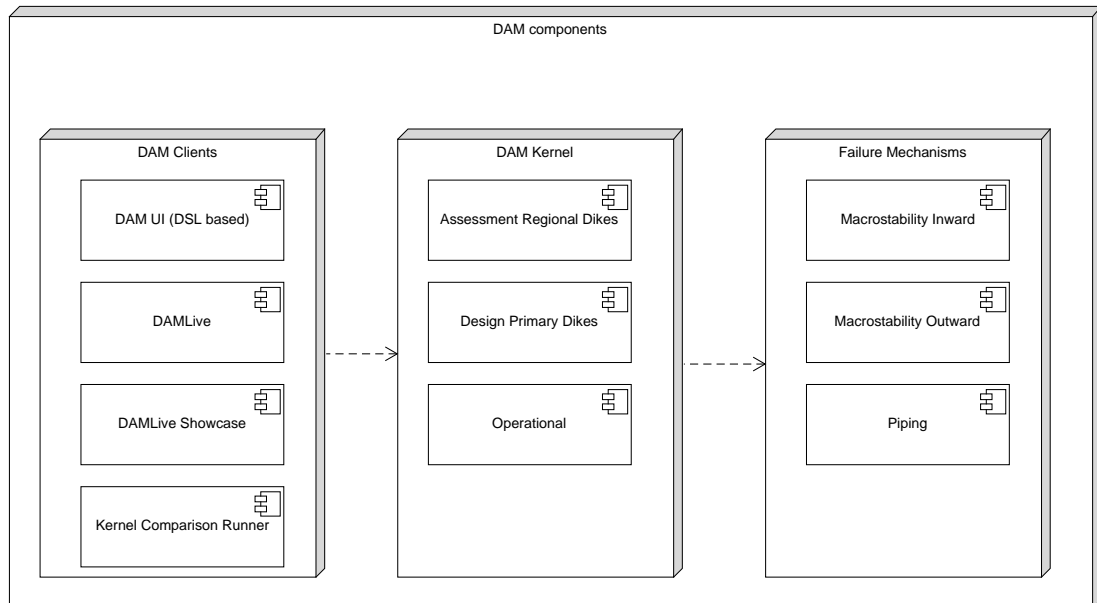 DAM components
DAM Clients
DAM UI (DSL based)
DAMLive
DAMLive Showcase
Kernel Comparison Runner
DAM Kernel
Assessment Regional Dikes
Design Primary Dikes
Operational
Failure Mechanisms
Macrostability Inward
Macrostability Outward
Piping